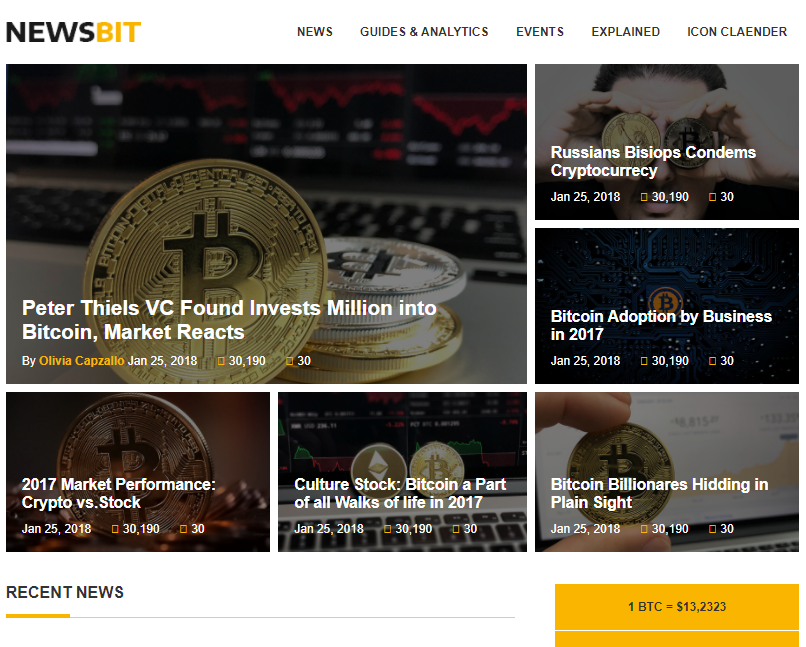 NEWSBIT
NEWS GUIDES & ANALYTICS EVENTS EXPLAINED ICON CLAENDER
Peter Thiels VC Found Invests Million into
Bitcoin, Market Reacts
By Olivia Capzallo Jan 25, 2018 30,190 30
Russians Bisiops Condems
Cryptocurrecy
Jan 25, 2018 30,190 30
Bitcoin Adoption by Business
in 2017
Jan 25, 2018 30,190 30
2017 Market Performance:
Crypto vs.Stock
Jan 25, 2018 30,190 30
Culture Stock: Bitcoin a Part
of all Walks of life in 2017
Jan 25, 2018 30,190 30
Bitcoin Billionares Hidding in
Plain Sight
Jan 25, 2018 30,190 30
RECENT NEWS
1 BTC = $13,2323